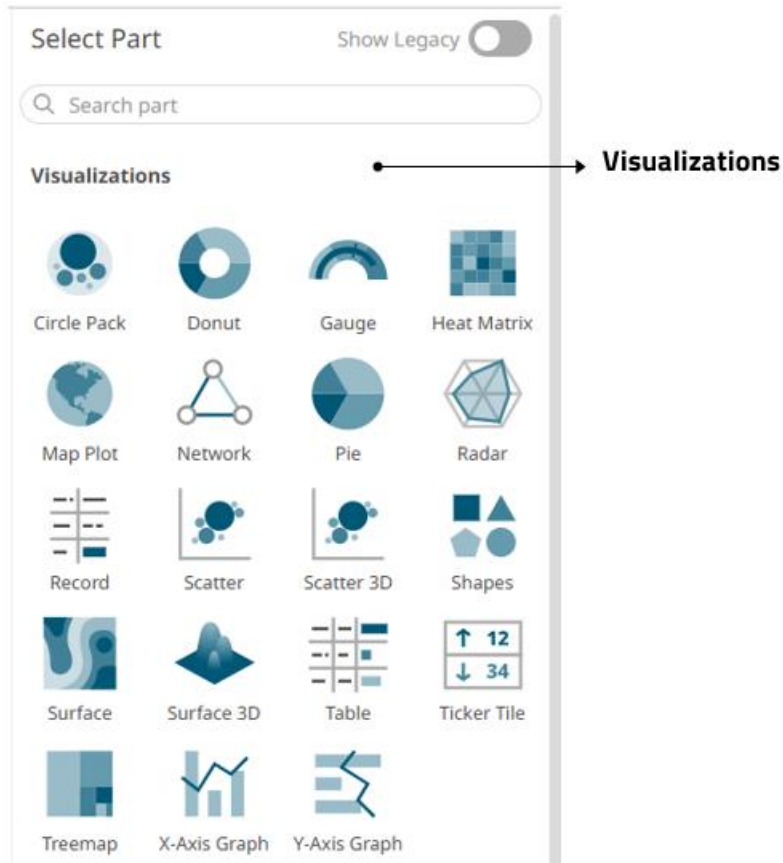 Select Part Show Legacy
Search part
Visualizations
Visualizations
Circle Pack Donut Gauge Heat Matrix
Map Plot Network Pie Radar
Record Scatter Scatter 3D Shapes
↑ 12
↓ 34
Surface Surface 3D Table Ticker Tile
Treemap X-Axis Graph Y-Axis Graph